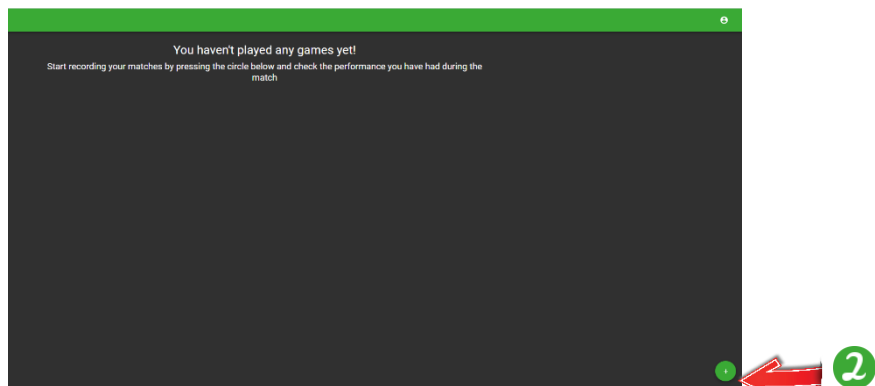 You haven't played any games yet!
Start recording your matches by pressing the circle below and check the performance you have had during the
match
+
2